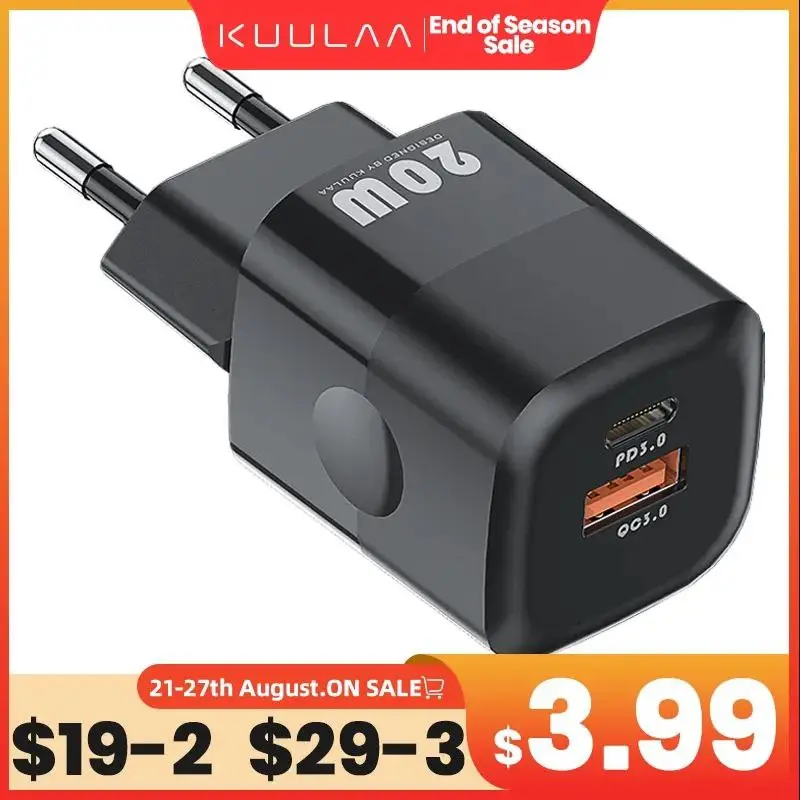 KUULAA
End of Season
Sale
20W
DESIGNED BY KUULAA
PD3.0
QC3.0
21-27th August.ON SALE
$19-2 $29-3
$3.99